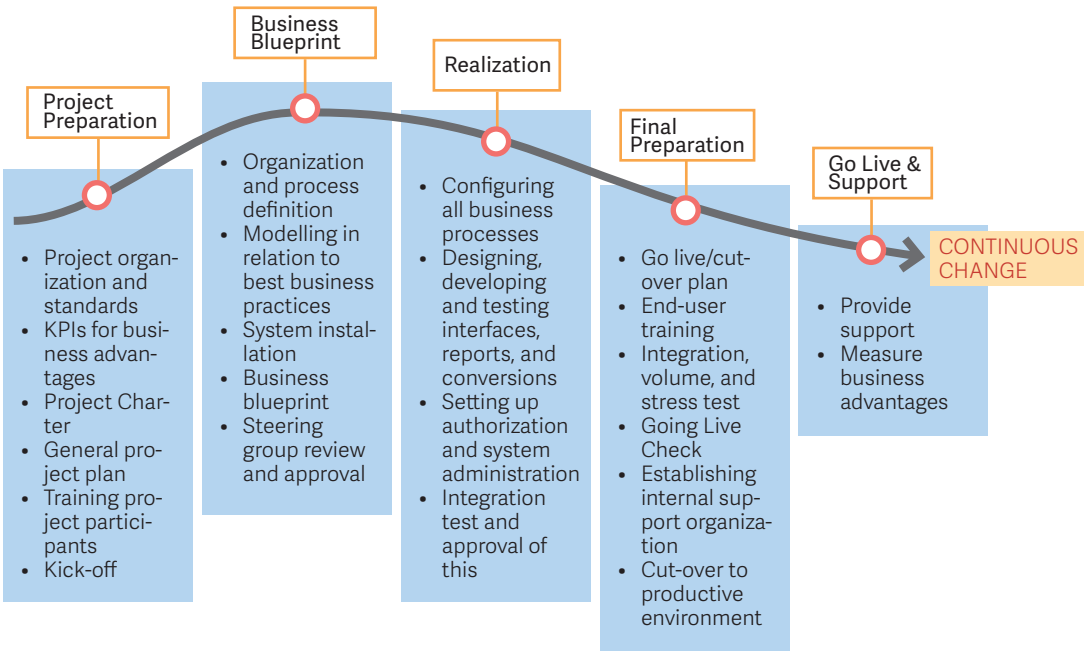 Project
Preparation
• Project organ-
ization and
standards
• KPIs for busi-
ness advan-
tages
• Project Char-
ter
• General pro-
ject plan
• Training pro-
ject partici-
pants
• Kick-off
Business
Blueprint
• Organization
and process
definition
• Modelling in
relation to
best business
practices
• System instal-
lation
• Business
blueprint
• Steering
group review
and approval
Realization
• Configuring
all business
processes
• Designing,
developing
and testing
interfaces,
reports, and
conversions
• Setting up
authorization
and system
administration
• Integration
test and
approval of
this
Final
Preparation
• Go live/cut-
over plan
• End-user
training
• Integration,
volume, and
stress test
• Going Live
Check
• Establishing
internal sup-
port organiza-
tion
• Cut-over to
productive
environment
Go Live &
Support
• Provide
support
• Measure
business
advantages
CONTINUOUS
CHANGE